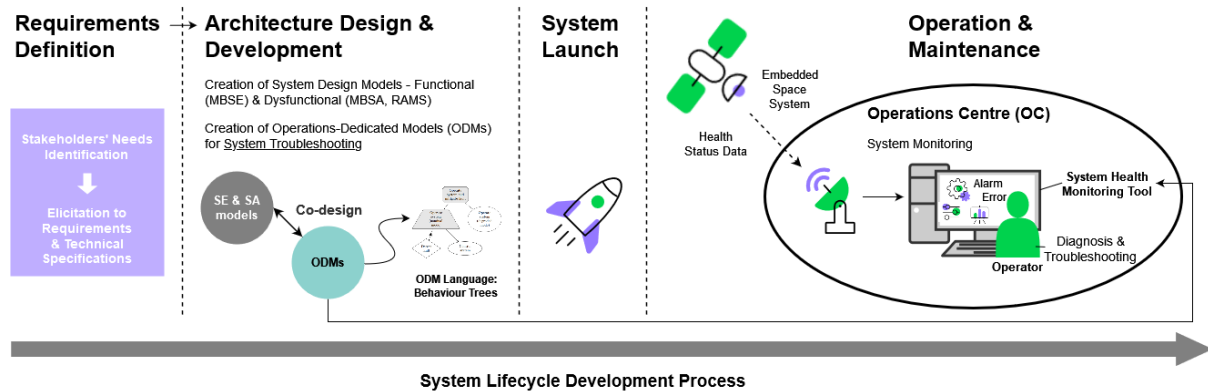 Requirements
Definition
Architecture Design &
Development
System
Launch
Operation &
Maintenance
Stakeholders' Needs
Identification
Elicitation to
Requirements
& Technical
Specifications
Creation of System Design Models - Functional
(MBSE) & Dysfunctional (MBSA, RAMS)
Creation of Operations-Dedicated Models (ODMs)
for System Troubleshooting
SE & SA
models
Co-design
ODMs
ODM Language:
Behaviour Trees
Embedded
Space
System
Health
Status Data
Operations Centre (OC)
System Monitoring
Alarm
Error
System Health
Monitoring Tool
Diagnosis &
Troubleshooting
Operator
System Lifecycle Development Process